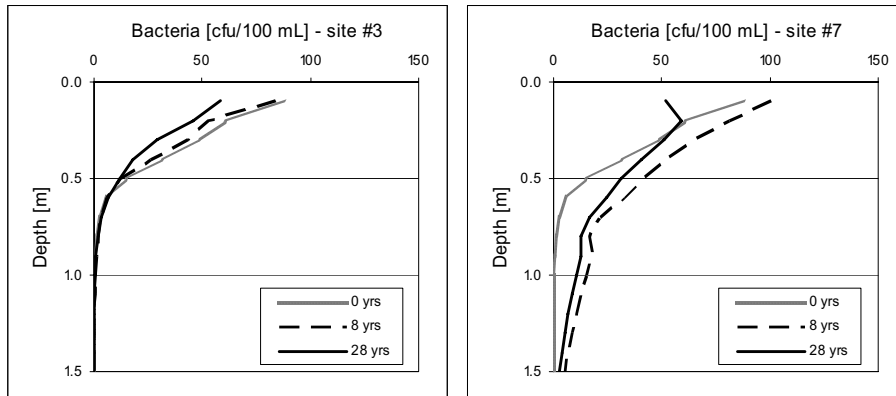 Bacteria [cfu/100 mL] - site #3
0 50 100 150
0.0
0.5
1.0
1.5
Depth [m]
0 yrs
8 yrs
28 yrs
Bacteria [cfu/100 mL] - site #7
0 50 100 150
0.0
0.5
1.0
1.5
Depth [m]
0 yrs
8 yrs
28 yrs